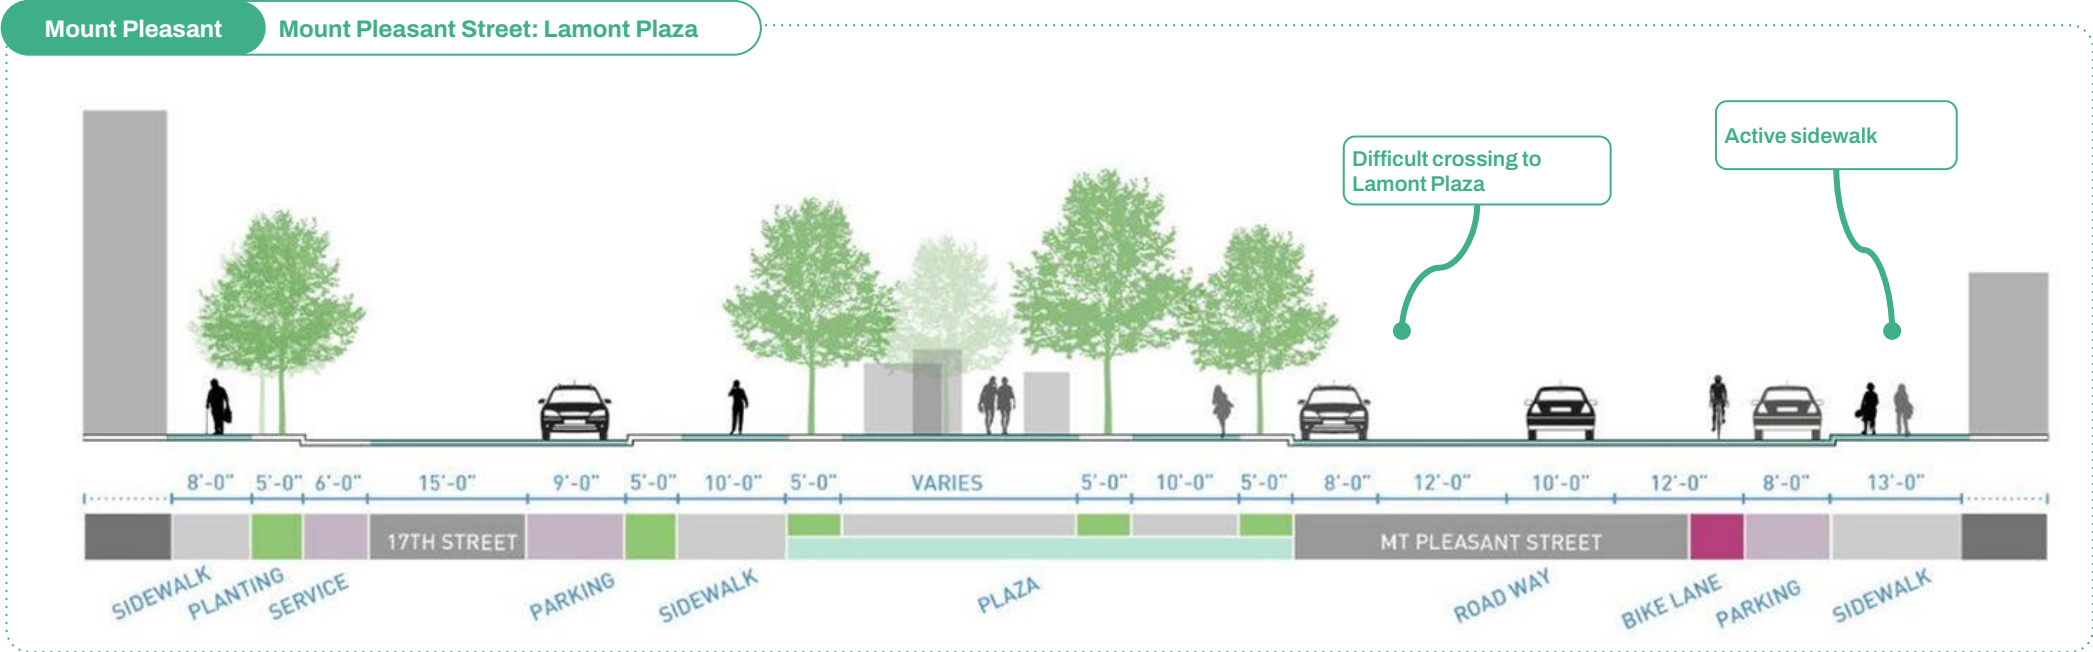 Mount Pleasant
Mount Pleasant Street: Lamont Plaza
Difficult crossing to
Lamont Plaza
Active sidewalk
8'-0" 5'-0" 6'-0" 15'-0" 9'-0" 5'-0" 10'-0" 5'-0" VARIES 5'-0" 10'-0" 5'-0" 8'-0" 12'-0" 10'-0" 12'-0" 8'-0" 13'-0"
17TH STREET
MT PLEASANT STREET
SIDEWALK
PLANTING
SERVICE
PARKING
SIDEWALK
PLAZA
ROAD WAY
BIKE LANE
PARKING
SIDEWALK